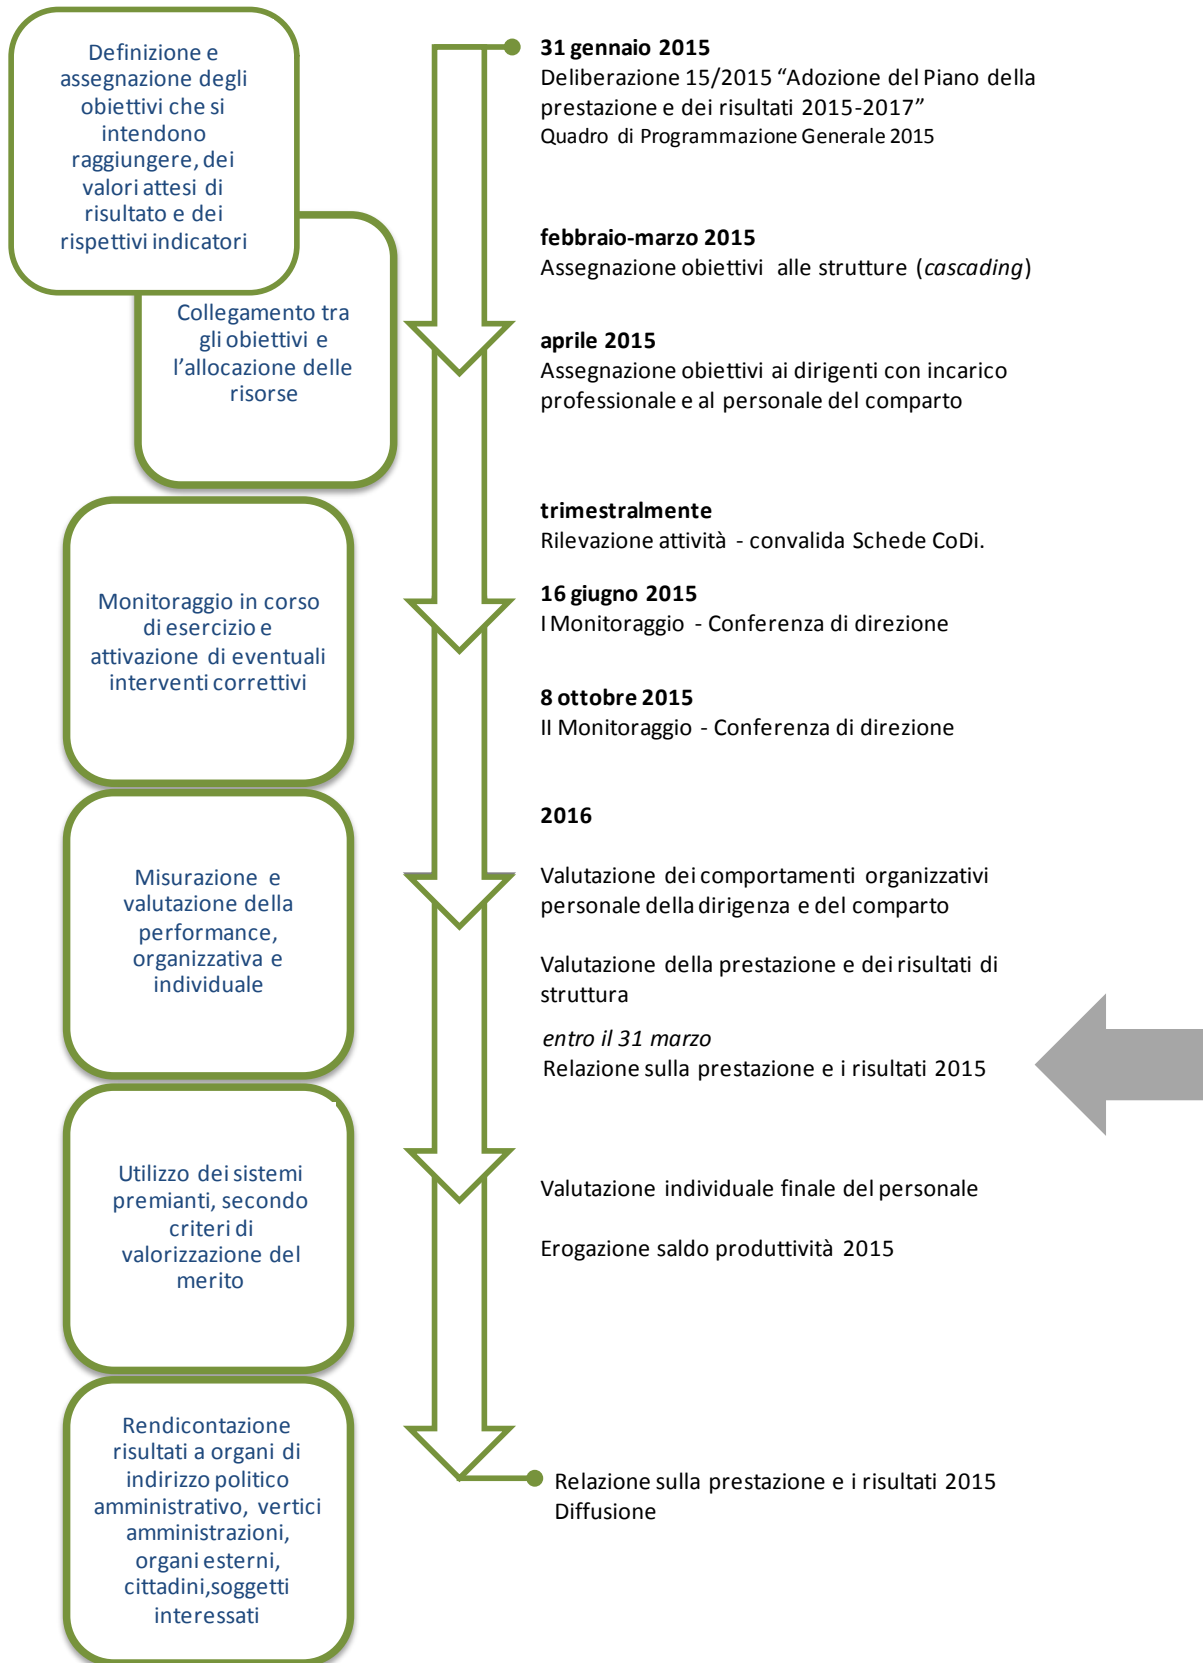 Definizione e
assegnazione degli
obiettivi che si
intendono
raggiungere, dei
valori attesi di
risultato e dei
rispettivi indicatori
Collegamento tra
gli obiettivi e
l’allocazione delle
risorse
Monitoraggio in corso
di esercizio e
attivazione di eventuali
interventi correttivi
Misurazione e
valutazione della
performance,
organizzativa e
individuale
Utilizzo dei sistemi
premianti, secondo
criteri di
valorizzazione del
merito
Rendicontazione
risultati a organi di
indirizzo politico
amministrativo, vertici
amministrazioni,
organi esterni,
cittadini,soggetti
interessati
31 gennaio 2015
Deliberazione 15/2015 “Adozione del Piano della
prestazione e dei risultati 2015-2017”
Quadro di Programmazione Generale 2015
febbraio-marzo 2015
Assegnazione obiettivi alle strutture (cascading)
aprile 2015
Assegnazione obiettivi ai dirigenti con incarico
professionale e al personale del comparto
trimestralmente
Rilevazione attività - convalida Schede CoDi.
16 giugno 2015
I Monitoraggio - Conferenza di direzione
8 ottobre 2015
II Monitoraggio - Conferenza di direzione
2016
Valutazione dei comportamenti organizzativi
personale della dirigenza e del comparto
Valutazione della prestazione e dei risultati di
struttura
entro il 31 marzo
Relazione sulla prestazione e i risultati 2015
Valutazione individuale finale del personale
Erogazione saldo produttività 2015
Relazione sulla prestazione e i risultati 2015
Diffusione